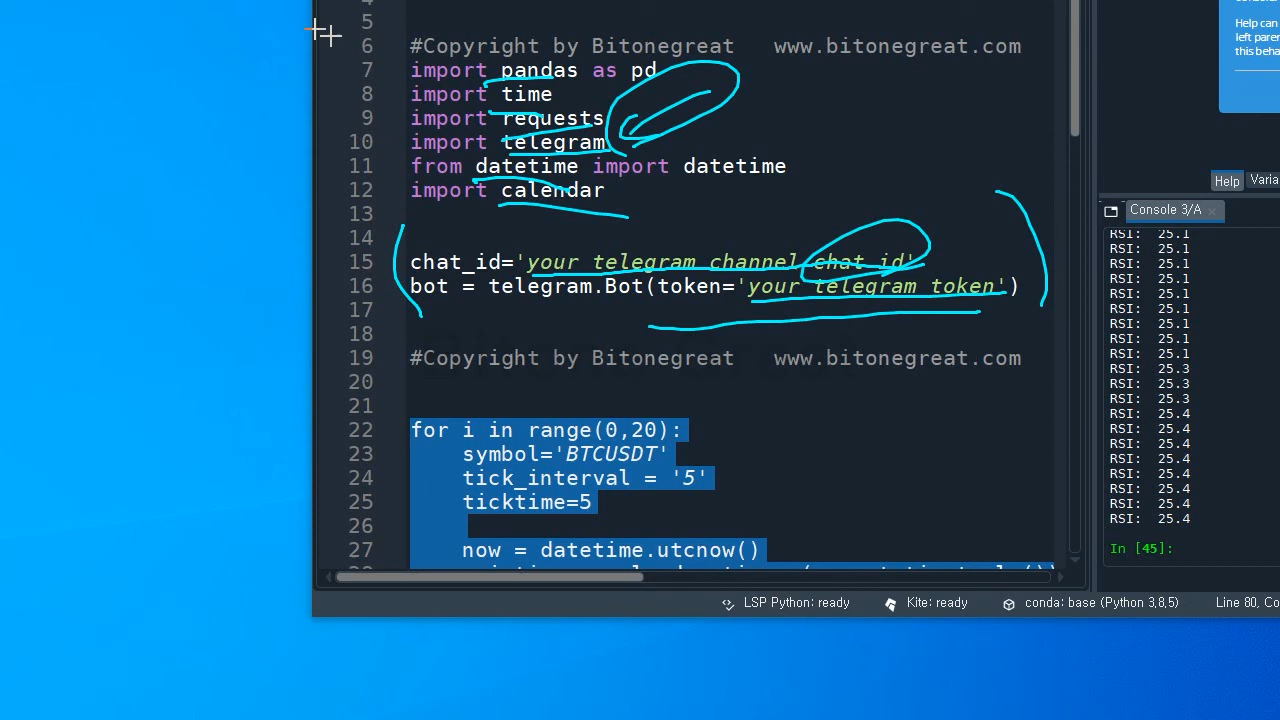 4
5
6 #Copyright by Bitonegreat www.bitonegreat.com
7 import pandas as pd
8 import time
9 import requests
10 import telegram
11 from datetime import datetime
12 import calendar
13
14
15 chat_id='your telegram channel chat id'
16 bot = telegram.Bot(token='your telegram token')
17
18
19 #Copyright by Bitonegreat www.bitonegreat.com
20
21
22 for i in range(0,20):
23 symbol='BTCUSDT'
24 tick_interval = '5'
25 ticktime=5
26
27 now = datetime.utcnow()
Help can
left paren
this beha
Help Varia
Console 3/A
RSI: 25.1
RSI: 25.1
RSI: 25.1
RSI: 25.1
RSI: 25.1
RSI: 25.1
RSI: 25.1
RSI: 25.1
RSI: 25.1
RSI: 25.3
RSI: 25.3
RSI: 25.3
RSI: 25.4
RSI: 25.4
RSI: 25.4
RSI: 25.4
RSI: 25.4
RSI: 25.4
RSI: 25.4
RSI: 25.4
In [45]:
LSP Python: ready Kite: ready conda: base (Python 3,8,5) Line 80, Co